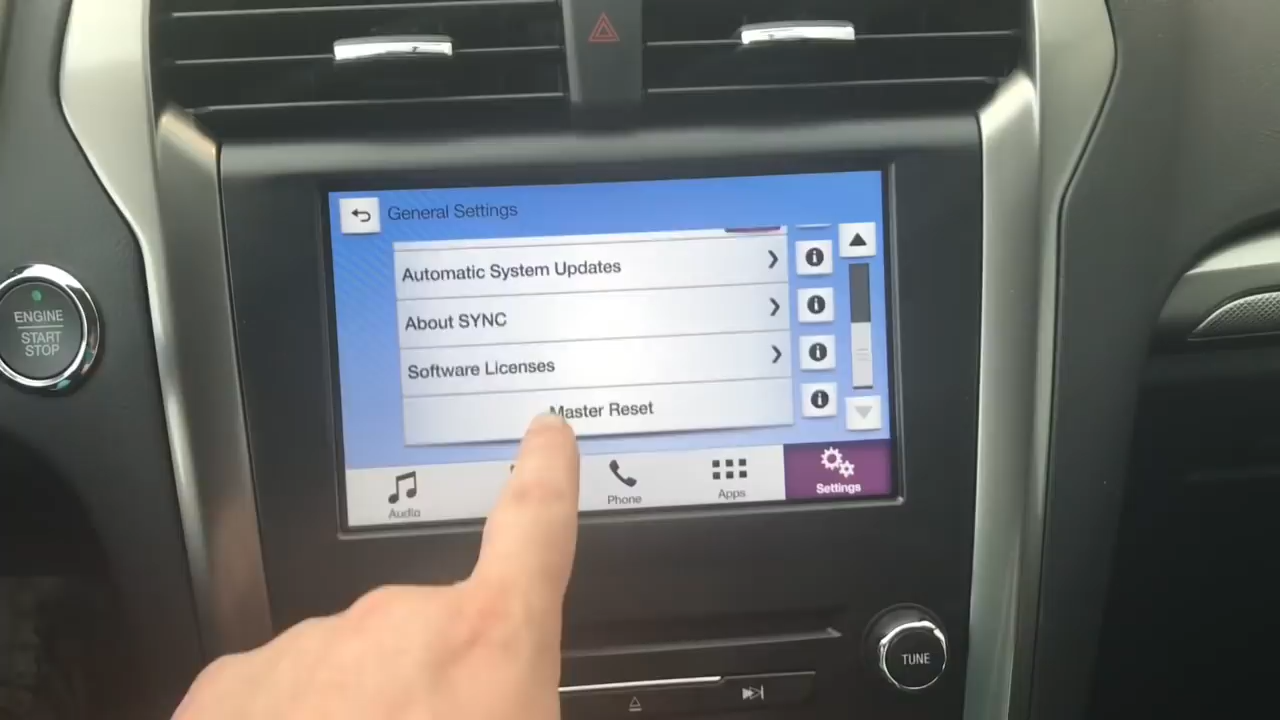 General Settings
Automatic System Updates
About SYNC
Software Licenses
Master Reset
Audio
Phone
Apps
Settings
ENGINE
START
STOP
TUNE